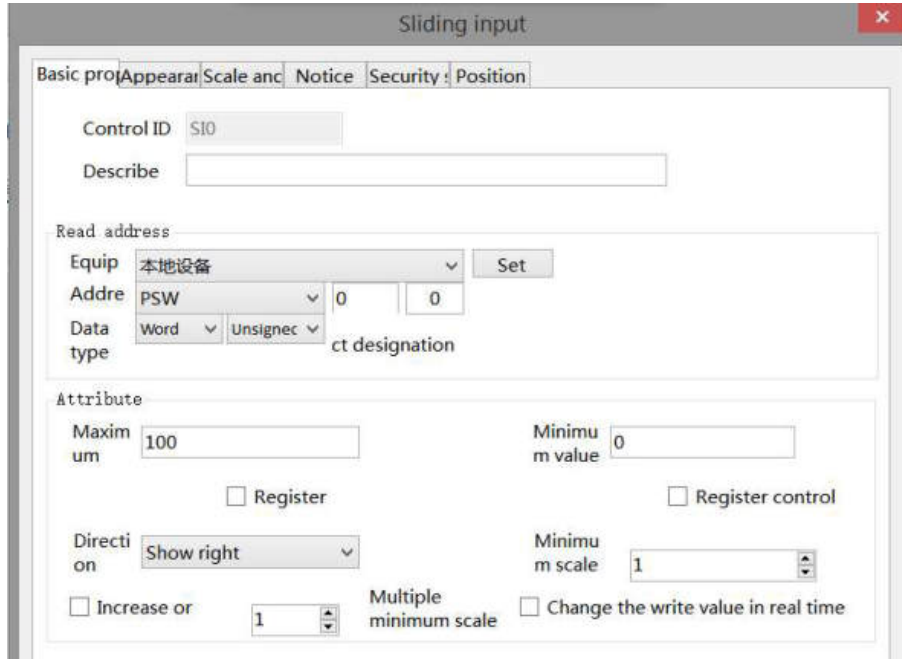 Sliding input
Basic prop Appearar Scale anc Notice Security s Position
Control ID SI0
Describe
Read address
Equip 本地设备 Set
Addre PSW 0 0
Data type Word Unsignec
ct designation
Attribute
Maxim um 100 Minimu m value 0
Register Register control
Directi on Show right Minimu m scale 1
Increase or 1 Multiple minimum scale Change the write value in real time